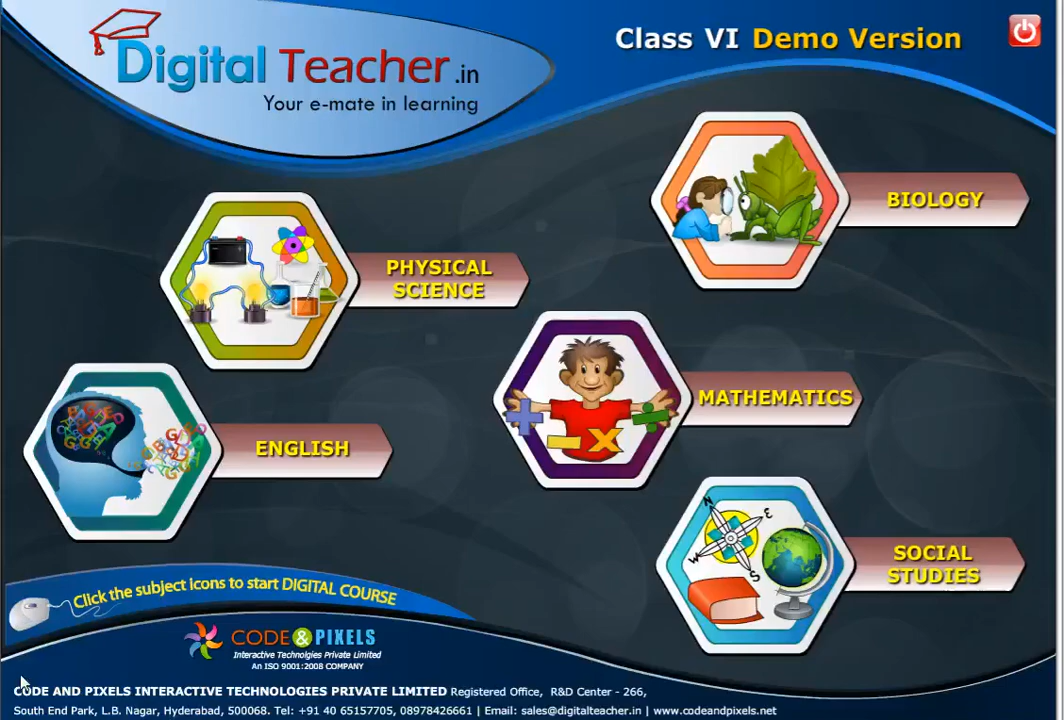 Digital Teacher.in
Your e-mate in learning
Class VI Demo Version
BIOLOGY
PHYSICAL
SCIENCE
MATHEMATICS
ENGLISH
SOCIAL
STUDIES
N
E
W
S
Click the subject icons to start DIGITAL COURSE
CODE & PIXELS
Interactive Technolgies Private Limited
An ISO 9001:2008 COMPANY
CODE AND PIXELS INTERACTIVE TECHNOLOGIES PRIVATE LIMITED Registered Office, R&D Center - 266,
South End Park, L.B. Nagar, Hyderabad, 500068. Tel: +91 40 65157705, 08978426661 | Email: sales@digitalteacher.in | www.codeandpixels.net